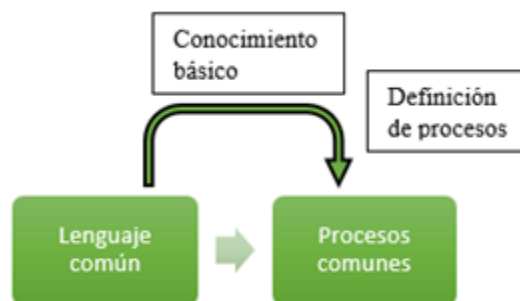 Conocimiento
básico
Definición
de procesos
Lenguaje
común
Procesos
comunes